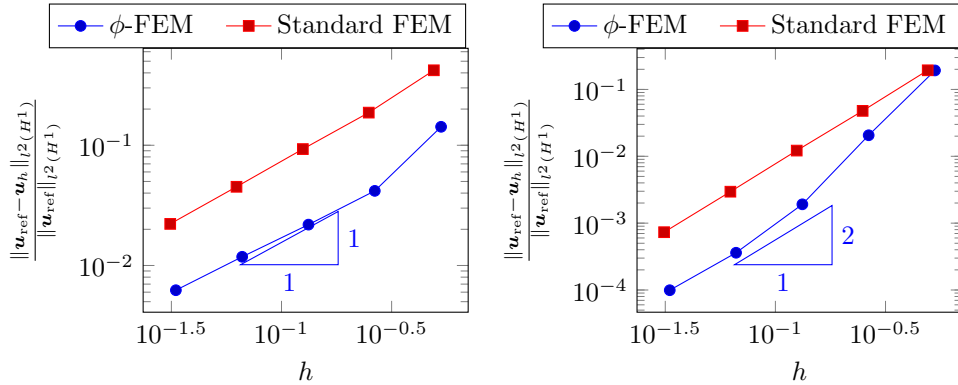 ϕ-FEM Standard FEM
10^{-1}
10^{-2}
‖u_ref−u_h‖_{l²(H¹)} / ‖u_ref‖_{l²(H¹)}
1
1
10^{-1.5} 10^{-1} 10^{-0.5}
h
ϕ-FEM Standard FEM
10^{-1}
10^{-2}
10^{-3}
10^{-4}
‖u_ref−u_h‖_{l²(H¹)} / ‖u_ref‖_{l²(H¹)}
2
1
10^{-1.5} 10^{-1} 10^{-0.5}
h